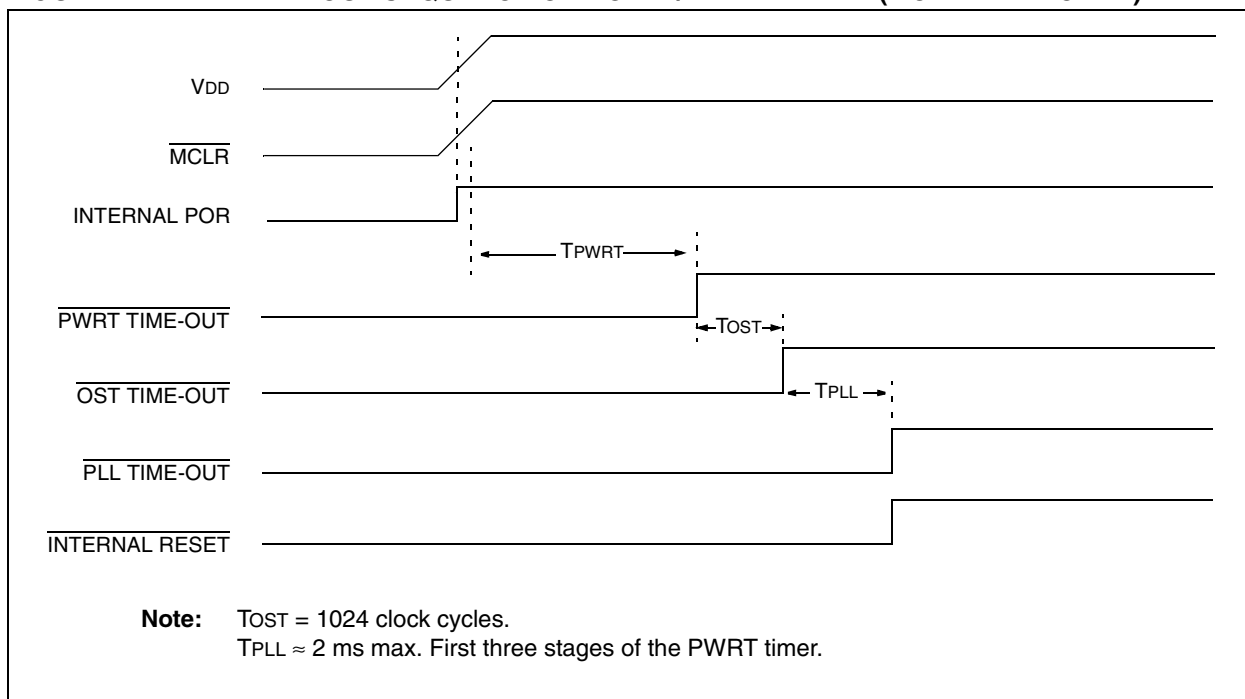 VDD
MCLR
INTERNAL POR
TPWRT
PWRT TIME-OUT
TOST
OST TIME-OUT
TPLL
PLL TIME-OUT
INTERNAL RESET
Note: TOST = 1024 clock cycles.
TPLL ≈ 2 ms max. First three stages of the PWRT timer.